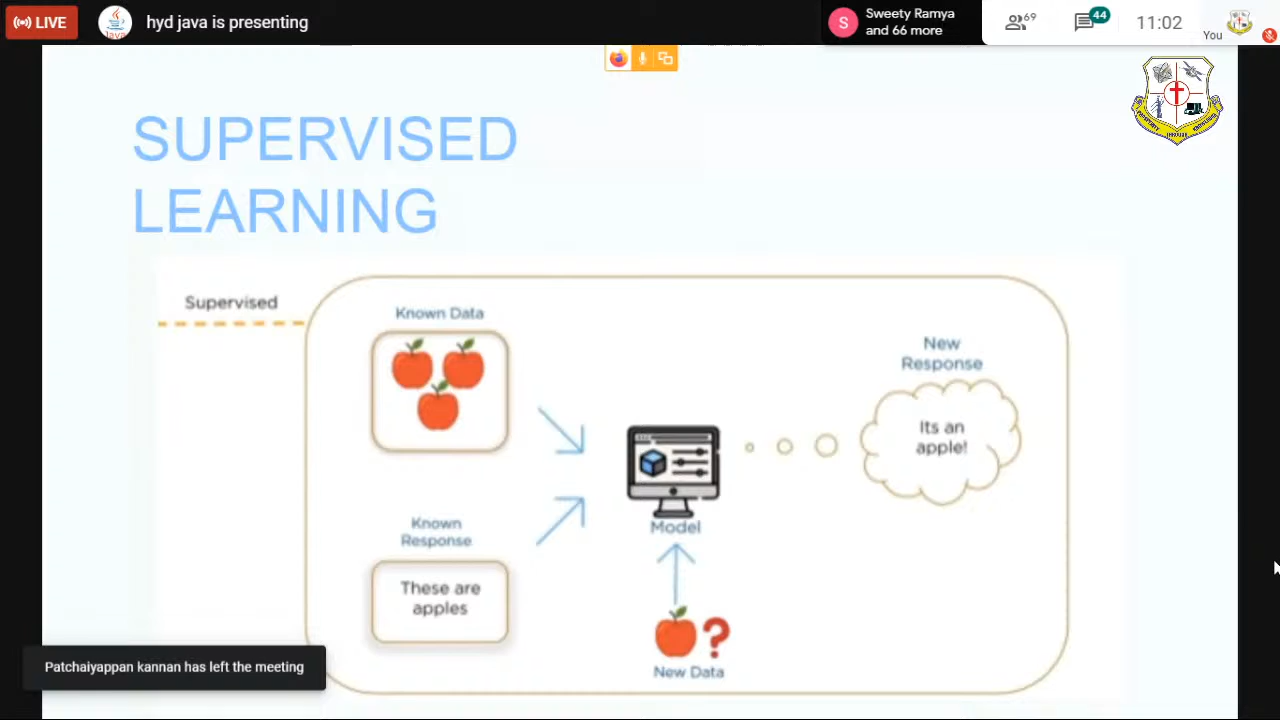 LIVE
hyd java is presenting
S
Sweety Ramya
and 66 more
69
44
11:02
You
Java
SUPERVISED
LEARNING
Supervised
Known Data
New
Response
Its an
apple!
Known
Response
Model
These are
apples
?
New Data
Patchaiyappan kannan has left the meeting